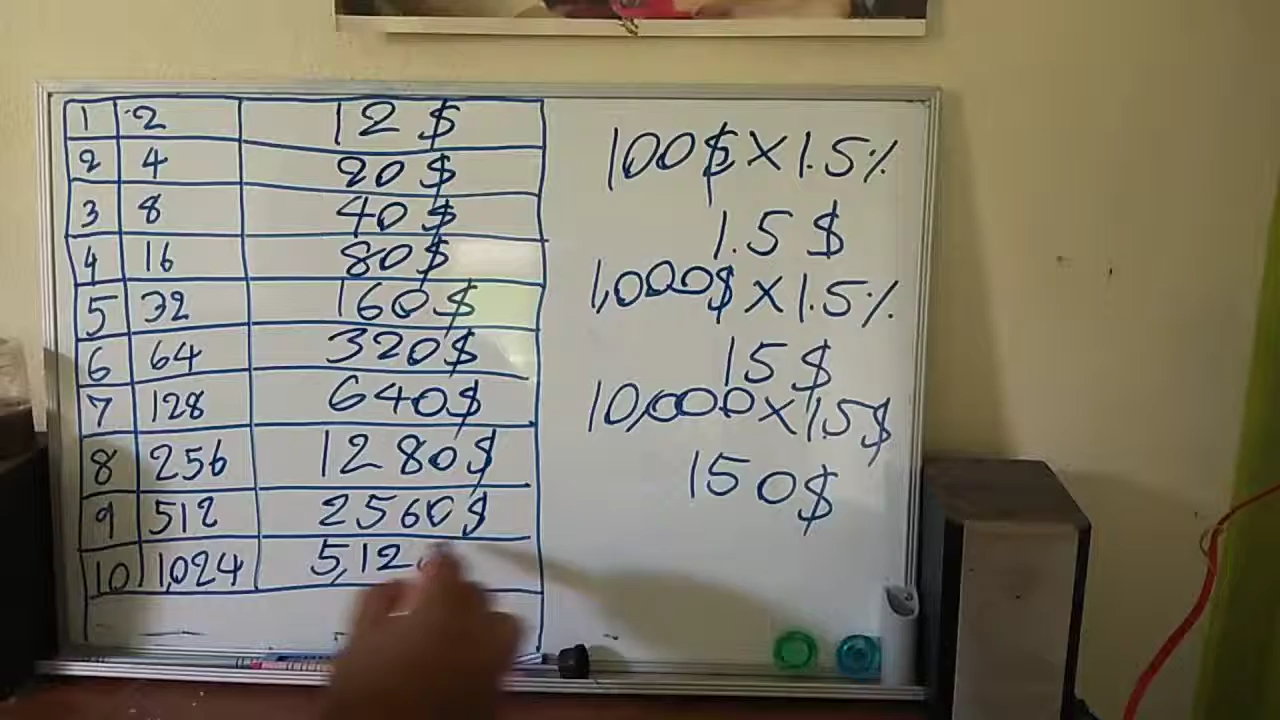 1 2 12$
2 4 20$
3 8 40$
4 16 80$
5 32 160$
6 64 320$
7 128 640$
8 256 1280$
9 512 2560$
10 1,024
100$ X 1.5%
1.5$
1,000$ X 1.5%
15$
10,000 X 1.5$
150$